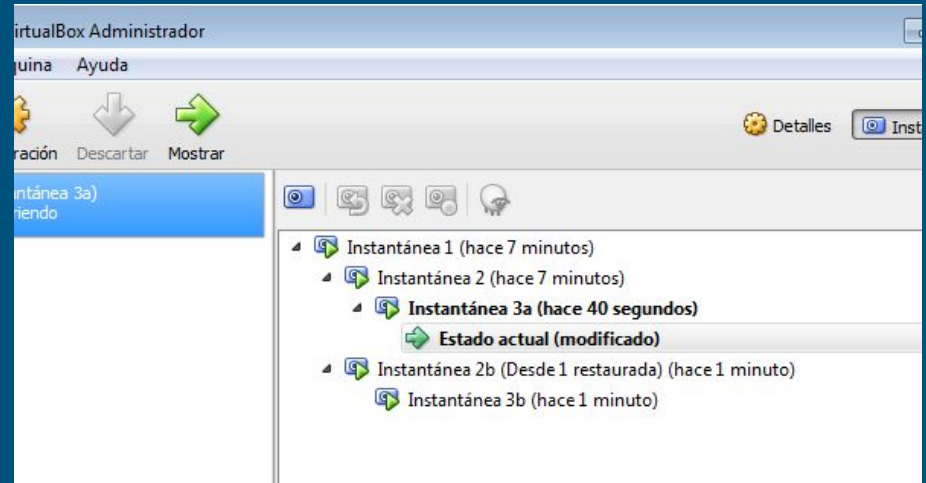 irtualBox Administrador
quina Ayuda
ración Descartar Mostrar
Detalles Inst
ntánea 3a)
riendo
Instantánea 1 (hace 7 minutos)
Instantánea 2 (hace 7 minutos)
Instantánea 3a (hace 40 segundos)
Estado actual (modificado)
Instantánea 2b (Desde 1 restaurada) (hace 1 minuto)
Instantánea 3b (hace 1 minuto)